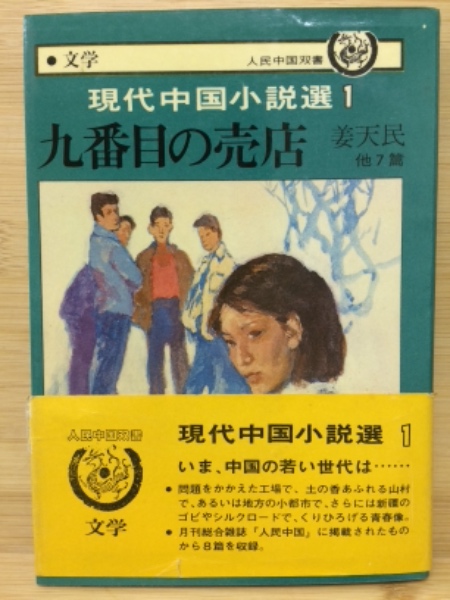 ●文学
人民中国双書
現代中国小説選1
九番目の売店
姜天民
他7篇
人民中国双書
文学
現代中国小説選 1
いま、中国の若い世代は……
●問題をかかえた工場で、土の香あふれる山村
で、あるいは地方の小都市で、さらには新疆の
ゴビやシルクロードで、くりひろげる青春像。
●月刊総合雑誌『人民中国』に掲載されたもの
から8篇を収録。